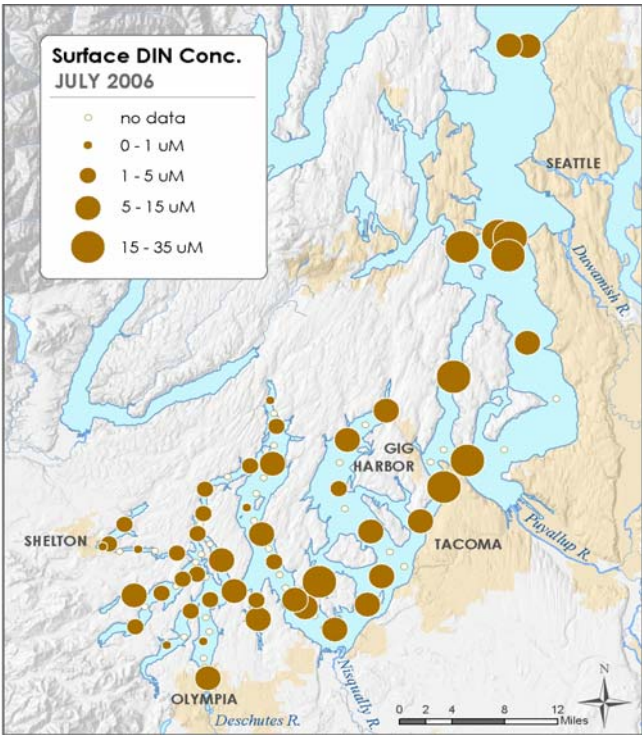 Surface DIN Conc.
JULY 2006
no data
0 - 1 uM
1 - 5 uM
5 - 15 uM
15 - 35 uM
SEATTLE
Duwamish R.
GIG
HARBOR
SHELTON
TACOMA
Puyallup R.
OLYMPIA
Nisqually R.
Deschutes R.
N
0 2 4 8 12
Miles